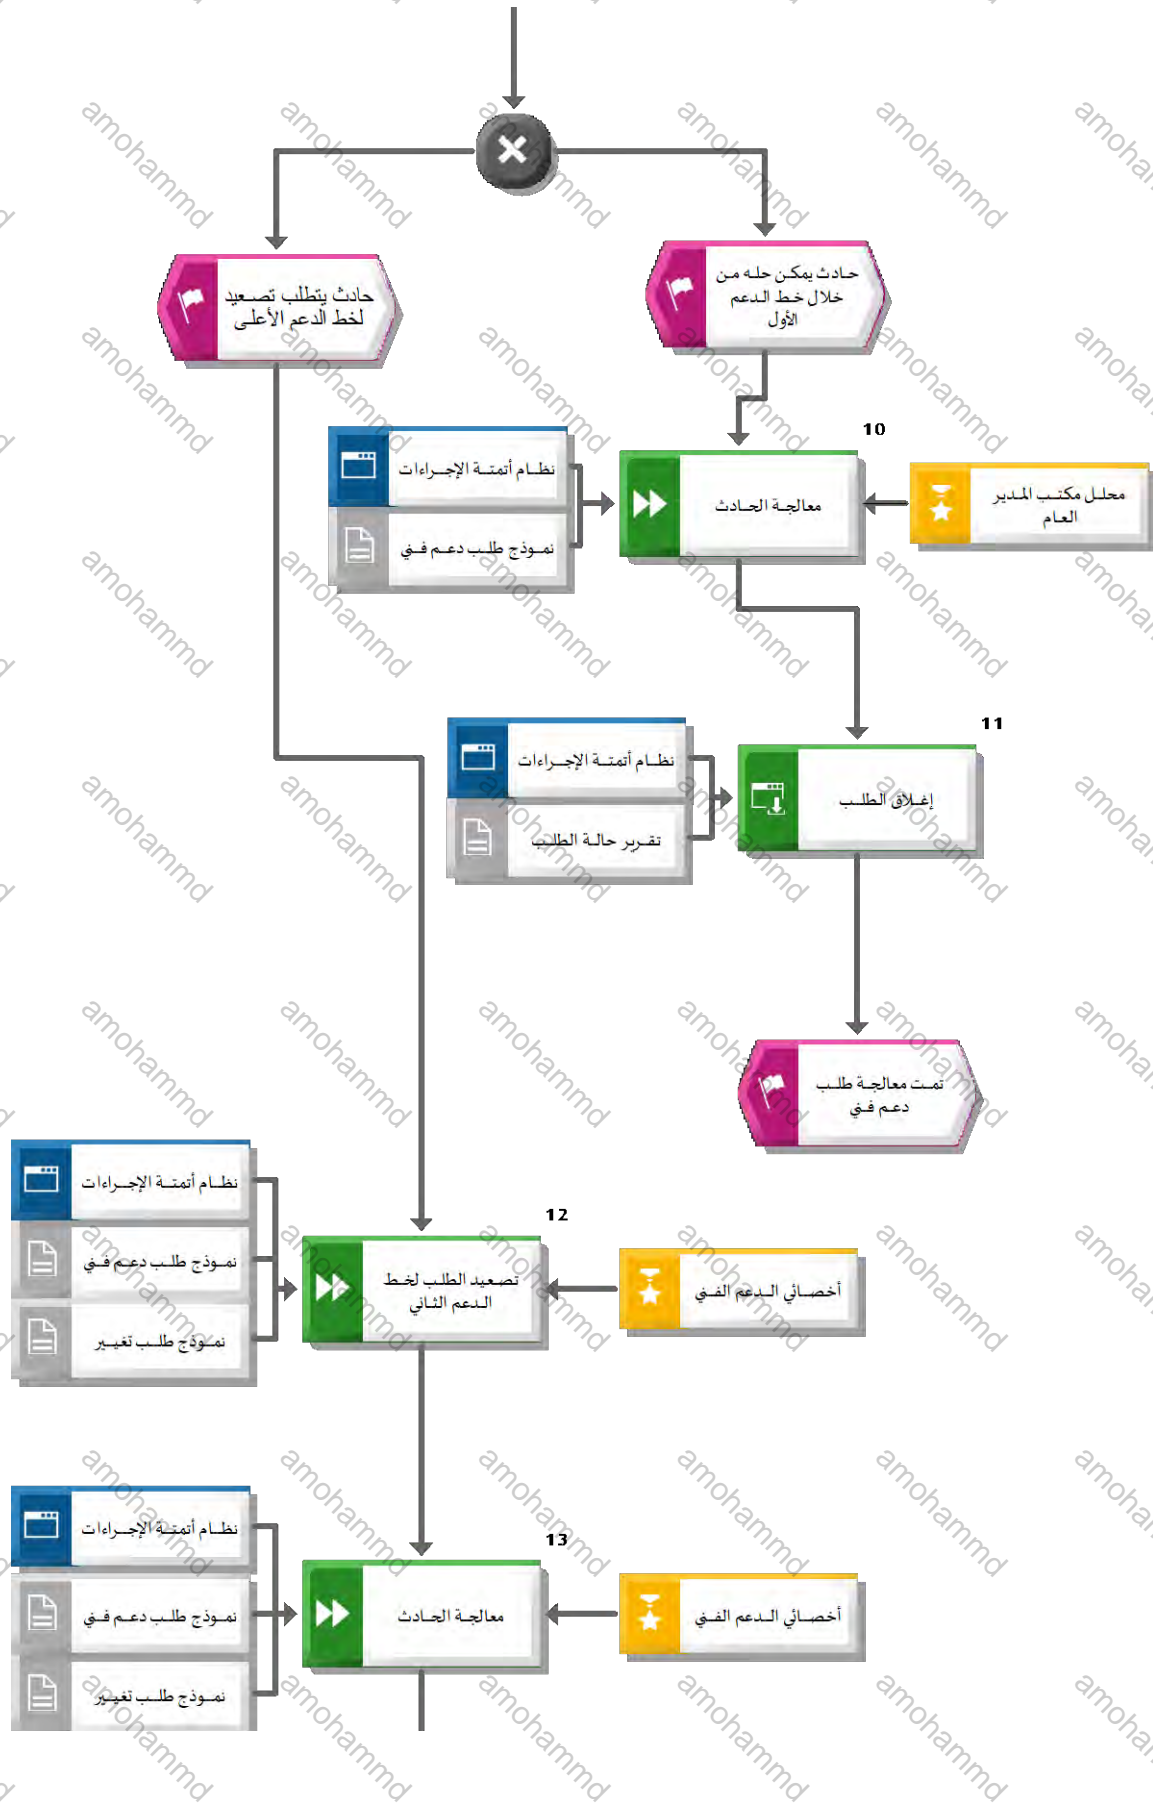 حادث يمكن حله من
خلال خط الدعم
الأول
حادث يتطلب تصعيد
لخط الدعم الأعلى
10
محلل مكتب المدير
العام
معالجة الحادث
نظام أتمتة الإجراءات
نموذج طلب دعم فني
11
إغلاق الطلب
نظام أتمتة الإجراءات
تقرير حالة الطلب
تمت معالجة طلب
دعم فني
12
أخصائي الدعم الفني
تصعيد الطلب لخط
الدعم الثاني
نظام أتمتة الإجراءات
نموذج طلب دعم فني
نموذج طلب تغيير
13
أخصائي الدعم الفني
معالجة الحادث
نظام أتمتة الإجراءات
نموذج طلب دعم فني
نموذج طلب تغيير
amohammd